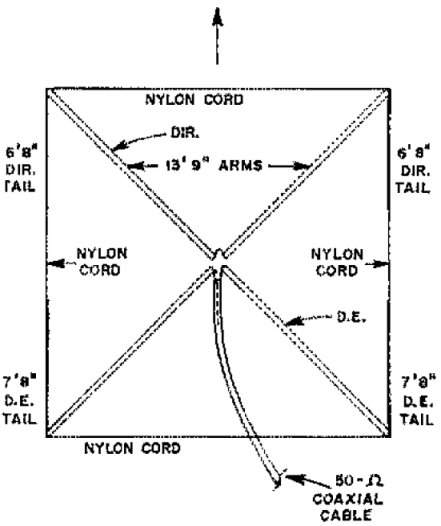 NYLON CORD
DIR.
13' 9" ARMS
6'8"
DIR.
TAIL
6'8"
DIR.
TAIL
NYLON
CORD
NYLON
CORD
D.E.
7'8"
D.E.
TAIL
7'8"
D.E.
TAIL
NYLON CORD
50-Ω
COAXIAL
CABLE